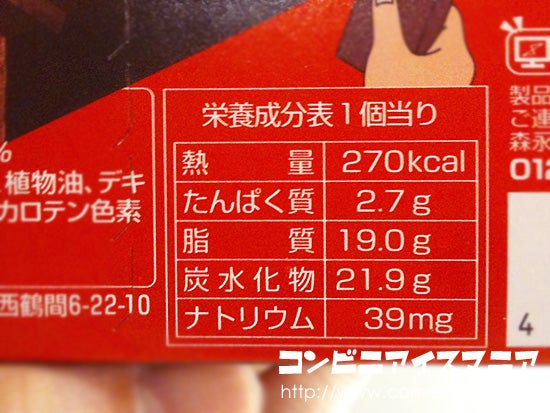 栄養成分表1個当り
熱量 270kcal
たんぱく質 2.7g
脂質 19.0g
炭水化物 21.9g
ナトリウム 39mg
%
植物油、デキ
カロテン色素
西鶴間6-22-10
製品
ご連
森永
012
4
コンビニアイスマニア
http://www.com